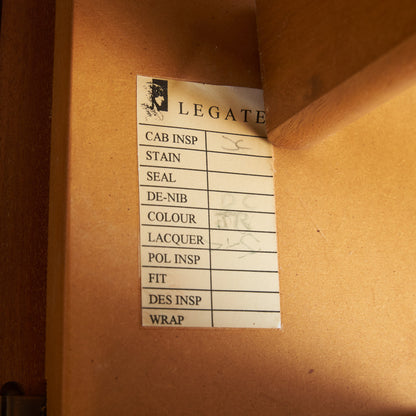 LEGATE
CAB INSP
STAIN
SEAL
DE-NIB
COLOUR
LACQUER
POL INSP
FIT
DES INSP
WRAP